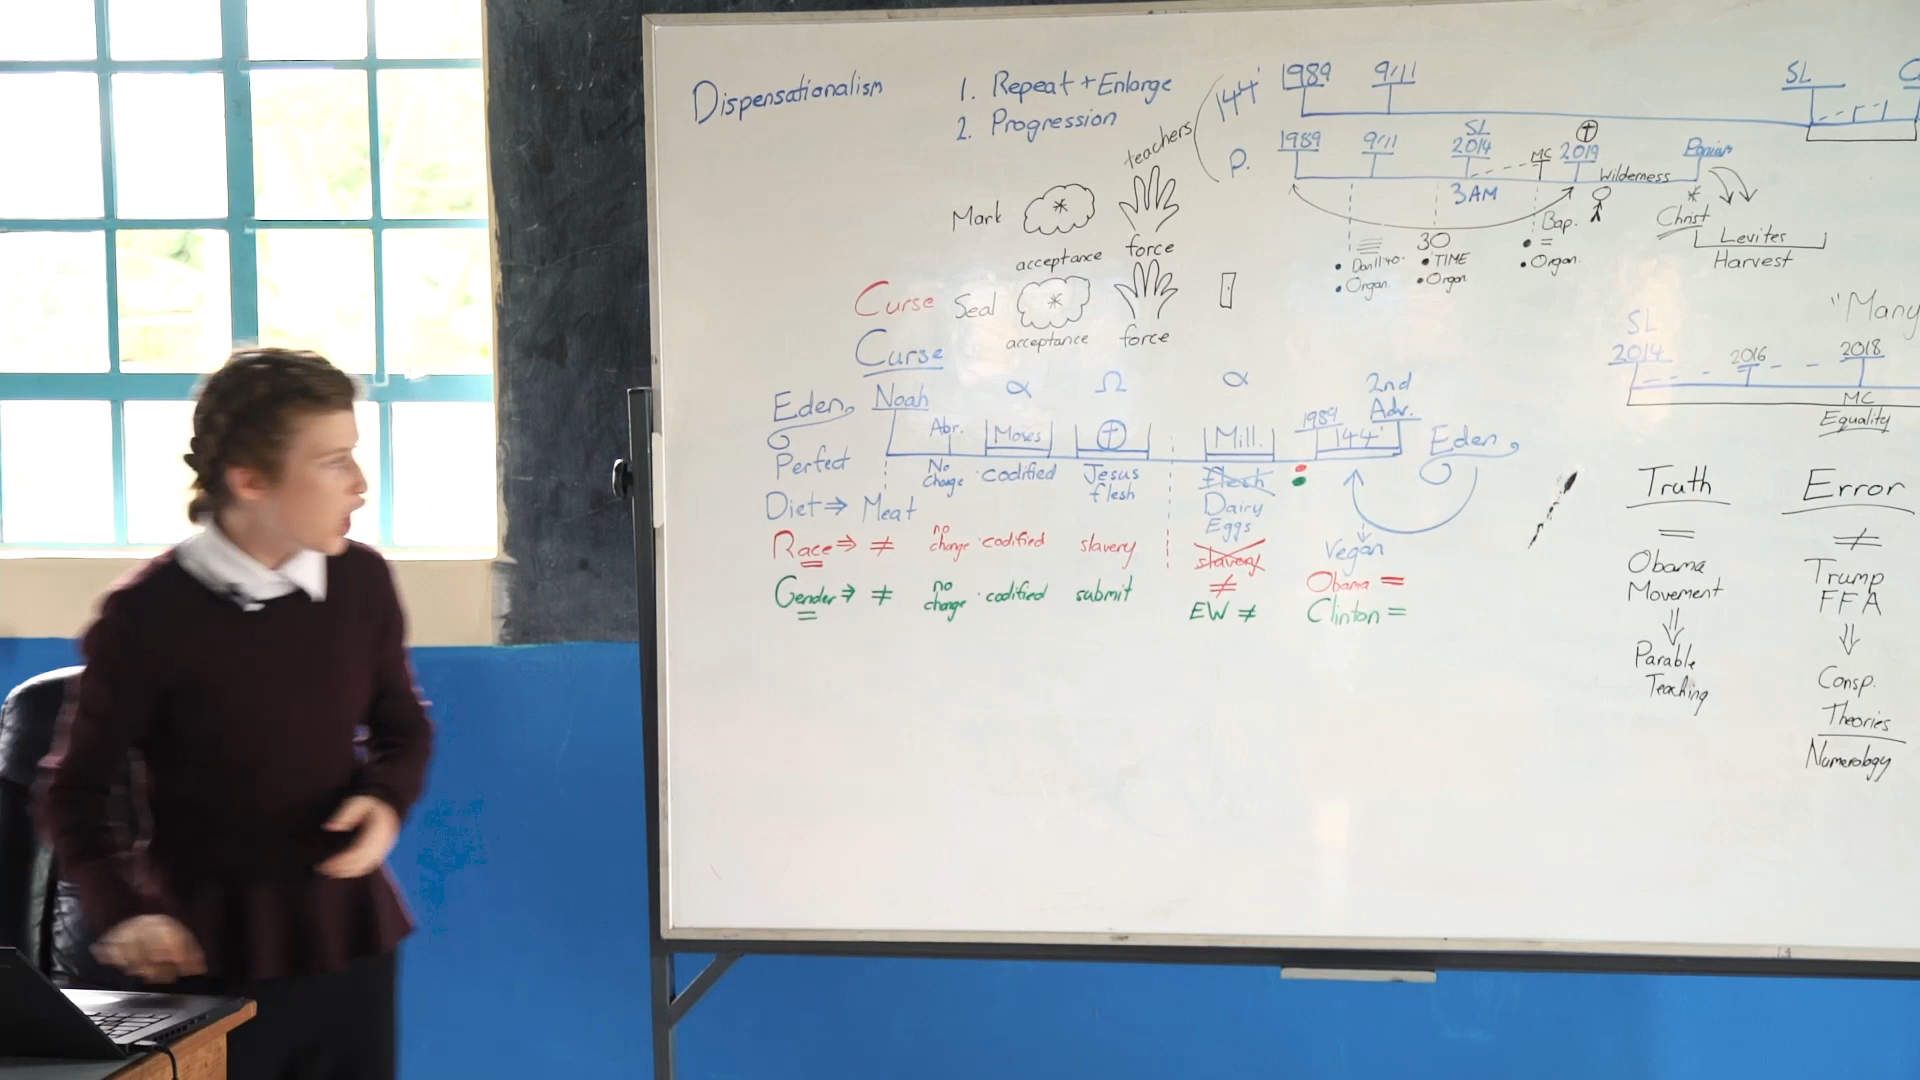 Dispensationalism
1. Repeat + Enlarge
2. Progression
teachers
144'
1989 9/11 SL
P.
1989 9/11 SL 2014 MC 2019 Panium
3AM
Wilderness
Mark
acceptance force
Curse Seal
acceptance force
Curse
30
• Dan 11:40
• Organ.
• TIME
• Organ
Bap.
• =
• Organ.
* Christ
Levites
Harvest
"Many
SL
2014 2016 2018
MC
Equality
Eden Noah α Ω α 2nd Adv.
Abr. Moses Mill. 1989 144' Eden
Perfect No Change · codified Jesus flesh Flesh
Diet ⇒ Meat Dairy Eggs Vegan
Race ⇒ ≠ no change · codified slavery slavery ≠ Obama =
Gender ⇒ ≠ no change · codified submit EW ≠ Clinton =
Truth Error
= ≠
Obama Trump
Movement FFA
⇓ ⇓
Parable Consp.
Teaching Theories
Numerology